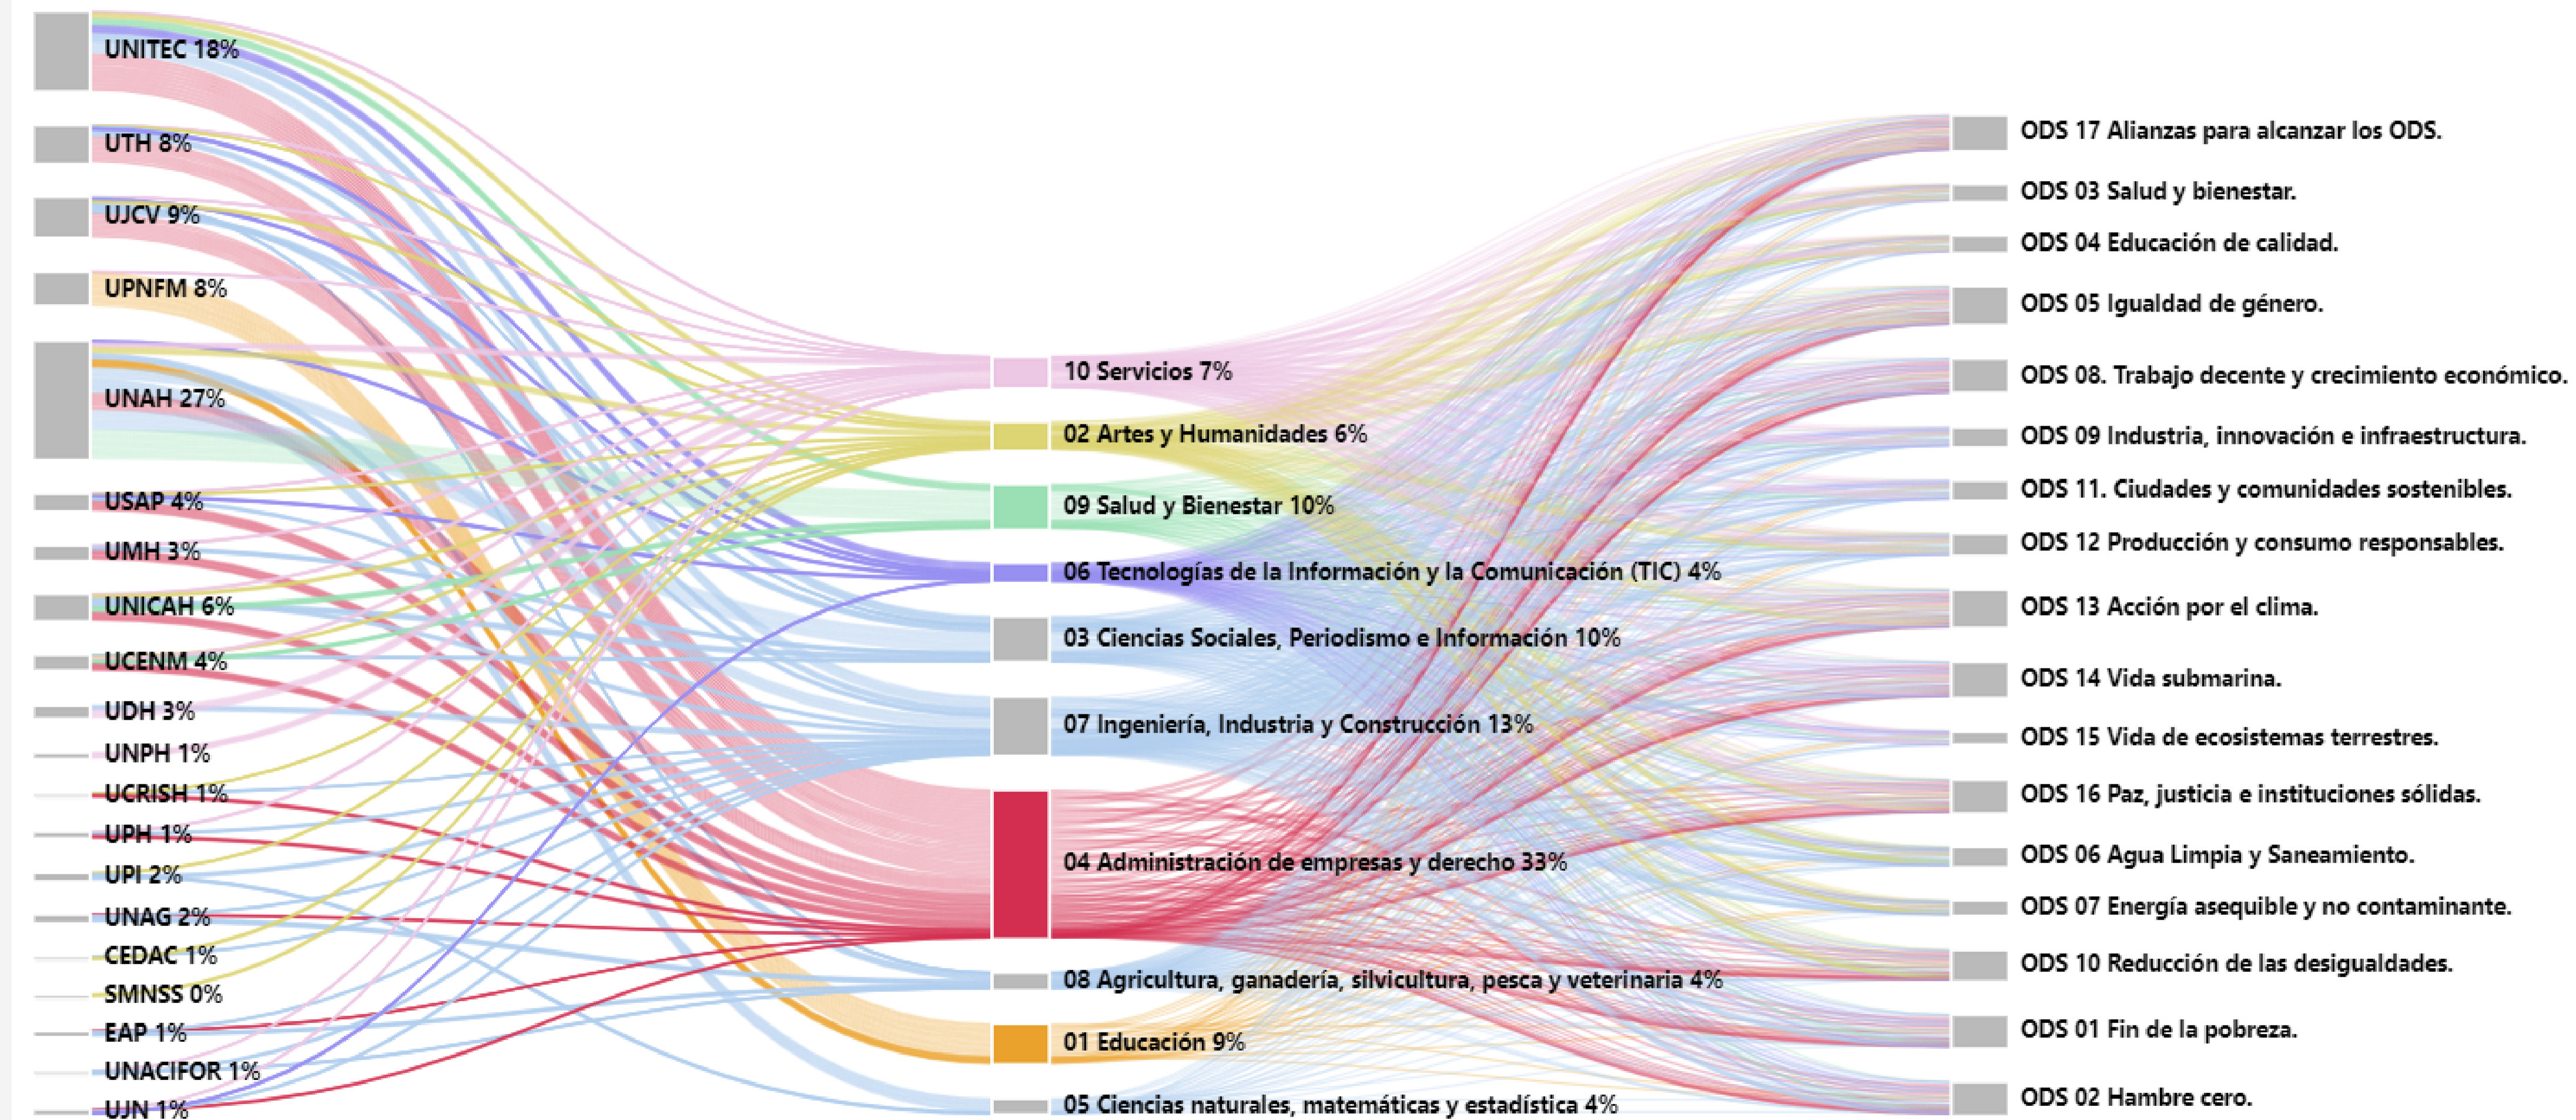 UNITEC 18%
UTH 8%
UJCV 9%
UPNFM 8%
UNAH 27%
USAP 4%
UMH 3%
UNICAH 6%
UCENM 4%
UDH 3%
UNPH 1%
UCRISH 1%
UPH 1%
UPI 2%
UNAG 2%
CEDAC 1%
SMNSS 0%
EAP 1%
UNACIFOR 1%
UJN 1%
10 Servicios 7%
02 Artes y Humanidades 6%
09 Salud y Bienestar 10%
06 Tecnologías de la Información y la Comunicación (TIC) 4%
03 Ciencias Sociales, Periodismo e Información 10%
07 Ingeniería, Industria y Construcción 13%
04 Administración de empresas y derecho 33%
08 Agricultura, ganadería, silvicultura, pesca y veterinaria 4%
01 Educación 9%
05 Ciencias naturales, matemáticas y estadística 4%
ODS 17 Alianzas para alcanzar los ODS.
ODS 03 Salud y bienestar.
ODS 04 Educación de calidad.
ODS 05 Igualdad de género.
ODS 08. Trabajo decente y crecimiento económico.
ODS 09 Industria, innovación e infraestructura.
ODS 11. Ciudades y comunidades sostenibles.
ODS 12 Producción y consumo responsables.
ODS 13 Acción por el clima.
ODS 14 Vida submarina.
ODS 15 Vida de ecosistemas terrestres.
ODS 16 Paz, justicia e instituciones sólidas.
ODS 06 Agua Limpia y Saneamiento.
ODS 07 Energía asequible y no contaminante.
ODS 10 Reducción de las desigualdades.
ODS 01 Fin de la pobreza.
ODS 02 Hambre cero.